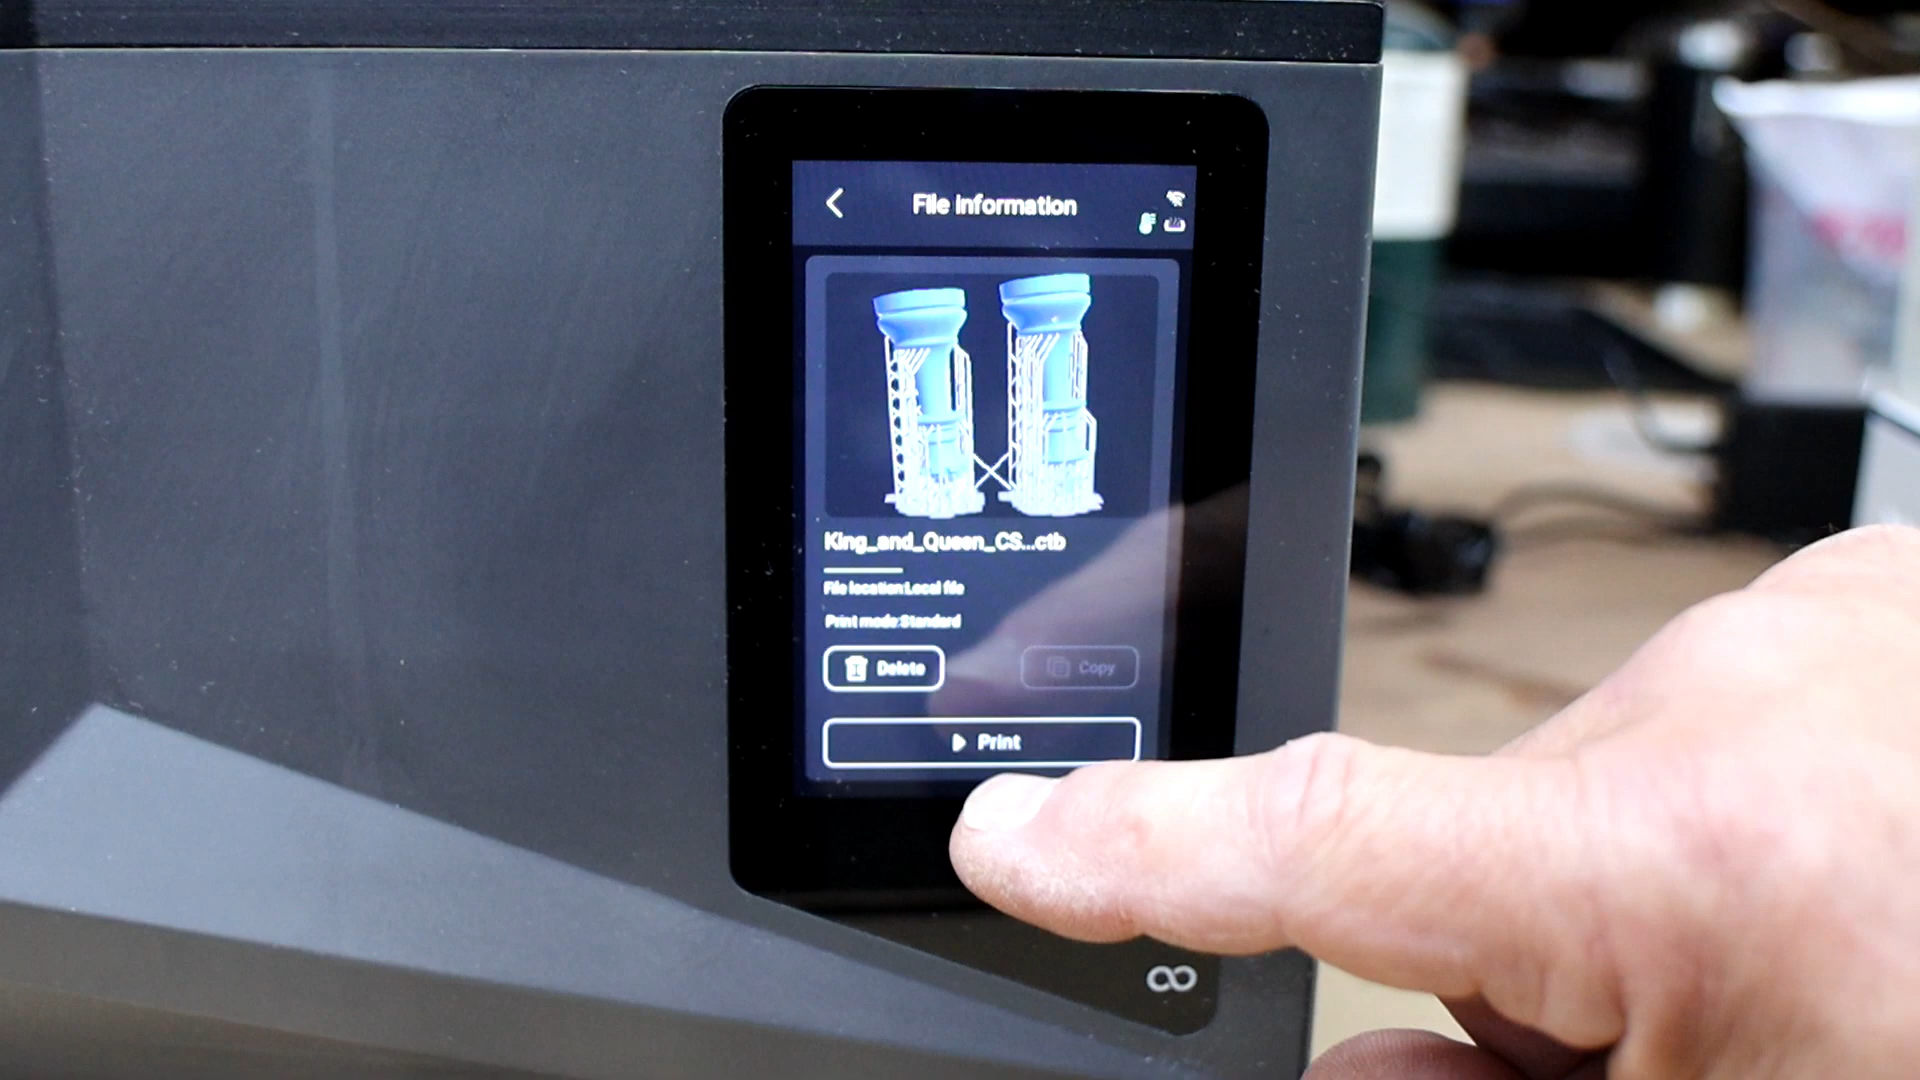 File information
King_and_Queen_CS...ctb
File location:Local file
Print mode:Standard
Delete
Copy
Print